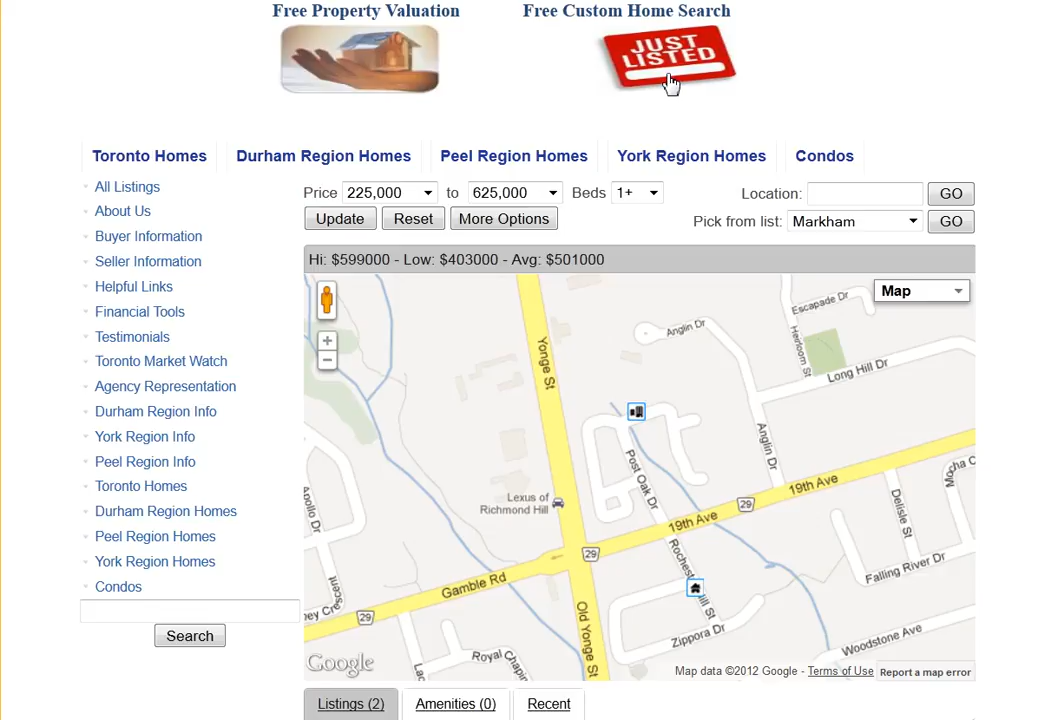 Free Property Valuation
Free Custom Home Search
JUST
LISTED
Toronto Homes
Durham Region Homes
Peel Region Homes
York Region Homes
Condos
All Listings
About Us
Buyer Information
Seller Information
Helpful Links
Financial Tools
Testimonials
Toronto Market Watch
Agency Representation
Durham Region Info
York Region Info
Peel Region Info
Toronto Homes
Durham Region Homes
Peel Region Homes
York Region Homes
Condos
Search
Price 225,000 to 625,000 Beds 1+
Location: GO
Update Reset More Options
Pick from list: Markham GO
Hi: $599000 - Low: $403000 - Avg: $501000
Map
Escapade Dr
Anglin Dr
Heirloom St
Long Hill Dr
Yonge St
Anglin Dr
Post Oak Dr
19th Ave
29
Lexus of
Richmond Hill
19th Ave
Apollo Dr
Delisle St
29
Gamble Rd
Falling River Dr
29
Old Yonge St
Zippora Dr
Woodstone Ave
Google
Map data ©2012 Google - Terms of Use
Report a map error
Listings (2)
Amenities (0)
Recent